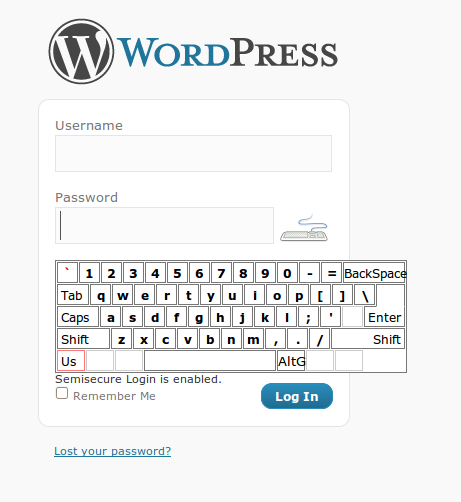 WORDPRESS
Username
Password
` 1 2 3 4 5 6 7 8 9 0 - = BackSpace
Tab q w e r t y u i o p [ ] \
Caps a s d f g h j k l ; ' Enter
Shift z x c v b n m , . / Shift
Us AltG
Semisecure Login is enabled.
Remember Me Log In
Lost your password?